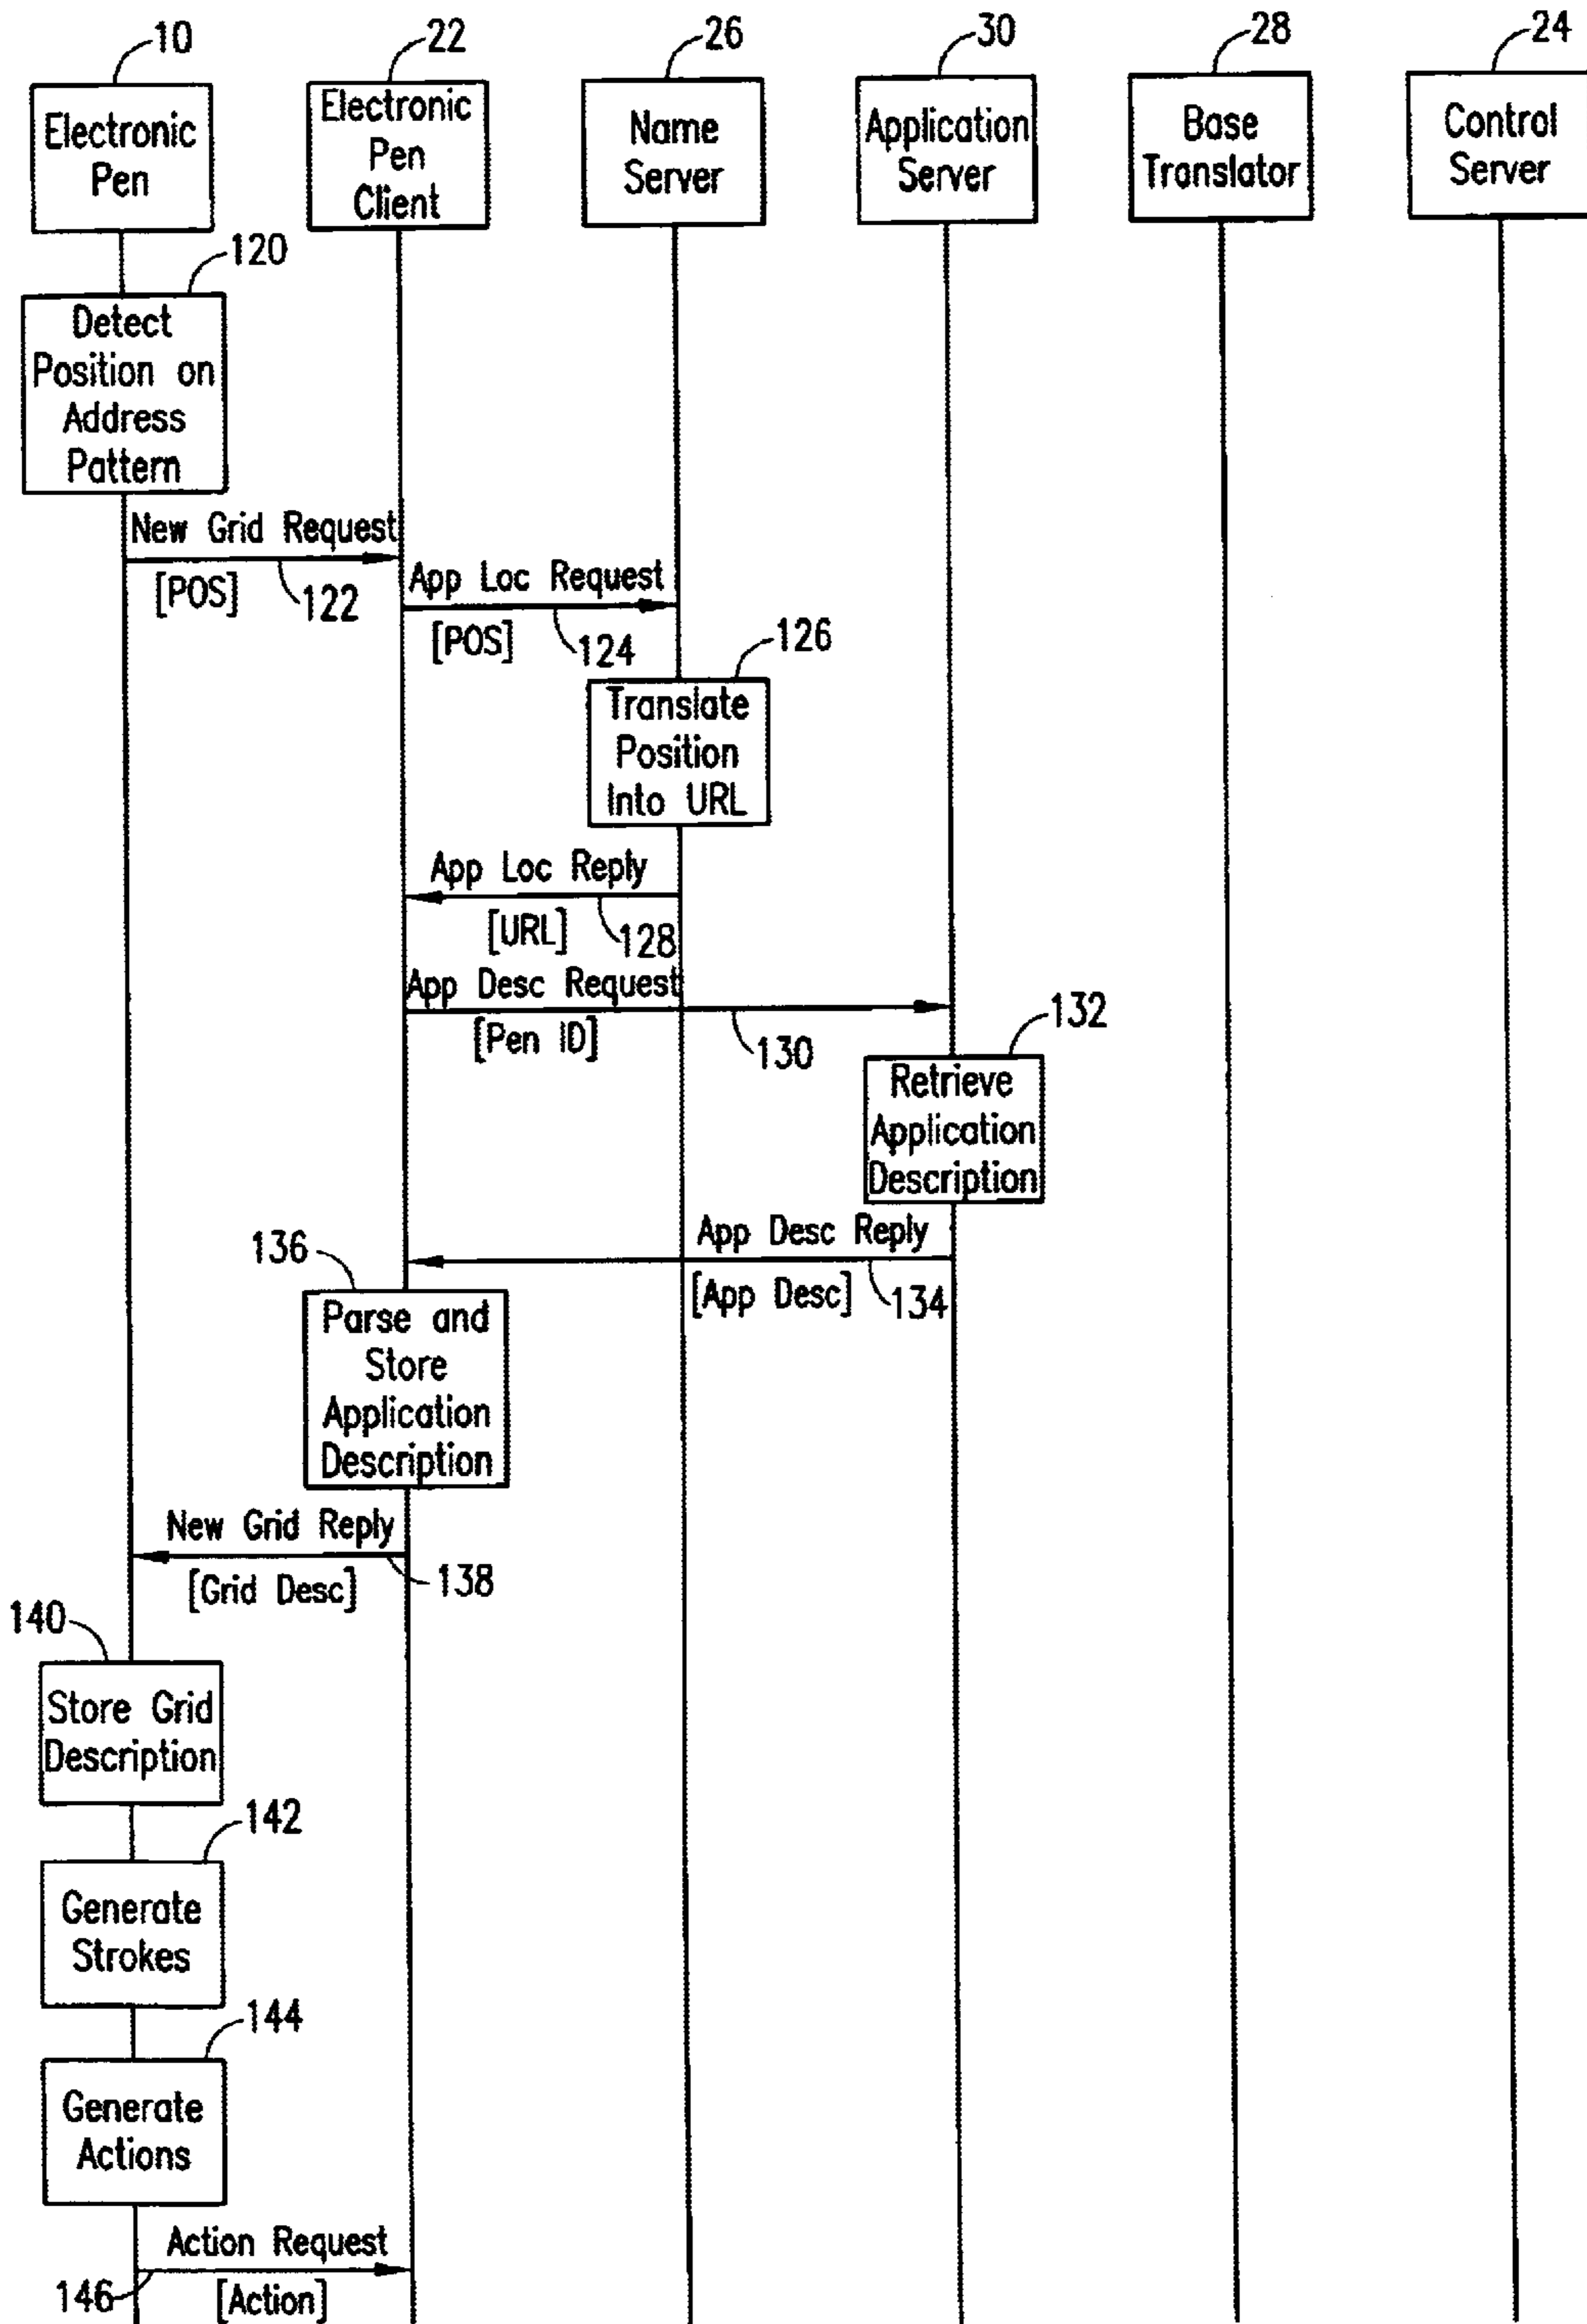 10
22
26
30
28
24
Electronic
Pen
Electronic
Pen
Client
Name
Server
Application
Server
Base
Translator
Control
Server
120
Detect
Position on
Address
Pattern
New Grid Request
[POS]
122
App Loc Request
[POS]
124
126
Translate
Position
Into URL
App Loc Reply
[URL]
128
App Desc Request
[Pen ID]
130
132
Retrieve
Application
Description
App Desc Reply
[App Desc]
134
136
Parse and
Store
Application
Description
New Grid Reply
[Grid Desc]
138
140
Store Grid
Description
142
Generate
Strokes
144
Generate
Actions
Action Request
146
[Action]